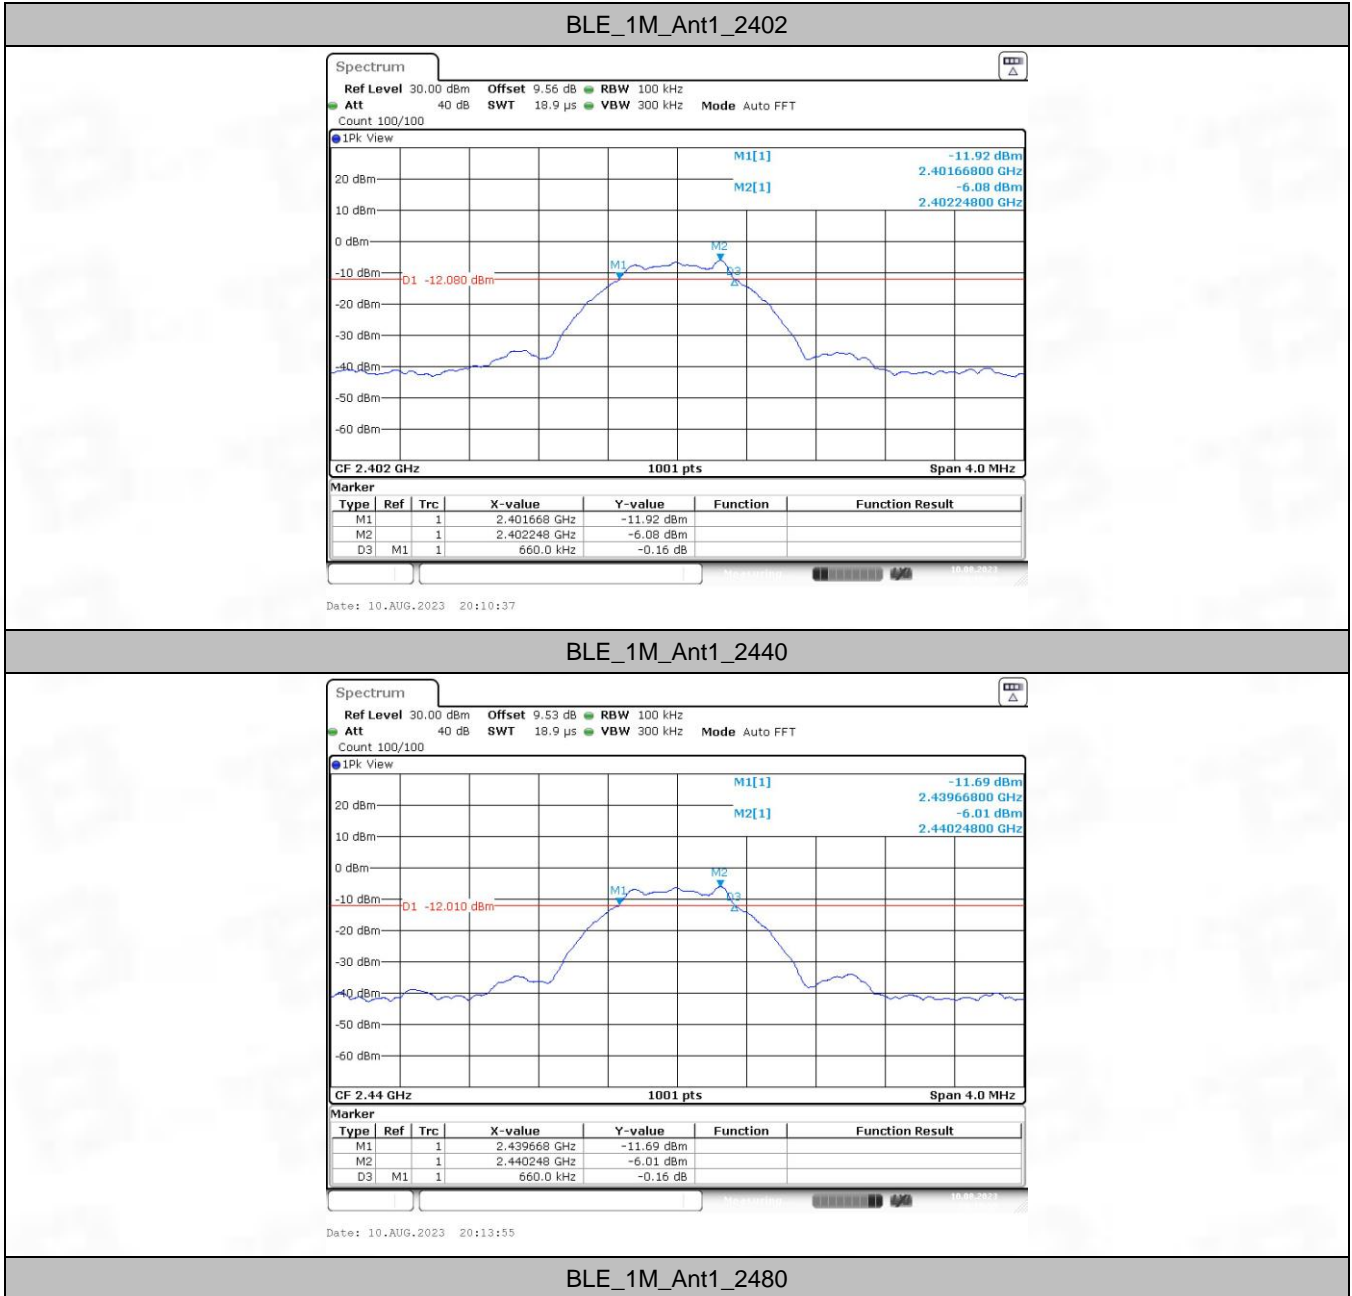 BLE_1M_Ant1_2402
Spectrum
Ref Level 30.00 dBm Offset 9.56 dB RBW 100 kHz
Att 40 dB SWT 18.9 µs VBW 300 kHz Mode Auto FFT
Count 100/100
1Pk View
M1[1] -11.92 dBm
2.40166800 GHz
M2[1] -6.08 dBm
2.40224800 GHz
20 dBm
10 dBm
0 dBm
M2
M1
D3
-10 dBm
D1 -12.080 dBm
-20 dBm
-30 dBm
-40 dBm
-50 dBm
-60 dBm
CF 2.402 GHz 1001 pts Span 4.0 MHz
Marker
Type Ref Trc X-value Y-value Function Function Result
M1 1 2.401668 GHz -11.92 dBm
M2 1 2.402248 GHz -6.08 dBm
D3 M1 1 660.0 kHz -0.16 dB
Measuring 10.08.2023
Date: 10.AUG.2023 20:10:37
BLE_1M_Ant1_2440
Spectrum
Ref Level 30.00 dBm Offset 9.53 dB RBW 100 kHz
Att 40 dB SWT 18.9 µs VBW 300 kHz Mode Auto FFT
Count 100/100
1Pk View
M1[1] -11.69 dBm
2.43966800 GHz
M2[1] -6.01 dBm
2.44024800 GHz
20 dBm
10 dBm
0 dBm
M2
M1
D3
-10 dBm
D1 -12.010 dBm
-20 dBm
-30 dBm
-40 dBm
-50 dBm
-60 dBm
CF 2.44 GHz 1001 pts Span 4.0 MHz
Marker
Type Ref Trc X-value Y-value Function Function Result
M1 1 2.439668 GHz -11.69 dBm
M2 1 2.440248 GHz -6.01 dBm
D3 M1 1 660.0 kHz -0.16 dB
Measuring 10.08.2023
Date: 10.AUG.2023 20:13:55
BLE_1M_Ant1_2480